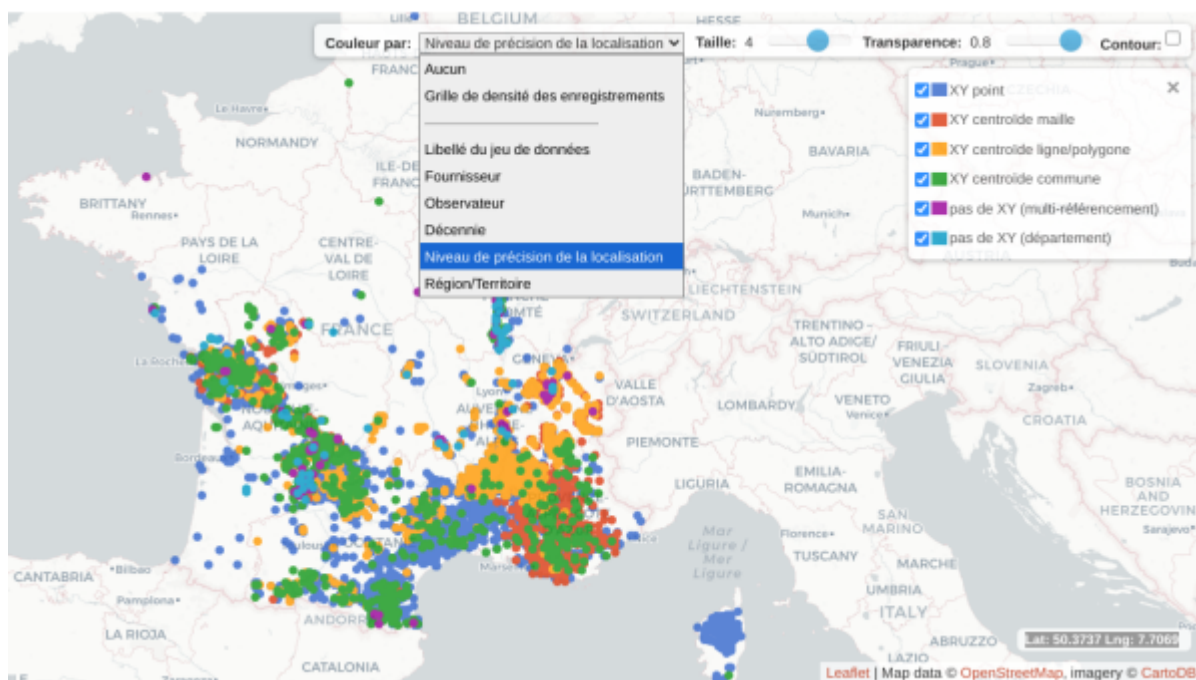 LILLE
BELGIUM
HESSE
Couleur par: Niveau de précision de la localisation
Taille: 4
Transparence: 0.8
Contour:
Aucun
Grille de densité des enregistrements
Libellé du jeu de données
Fournisseur
Observateur
Décennie
Niveau de précision de la localisation
Région/Territoire
XY point
XY centroïde maille
XY centroïde ligne/polygone
XY centroïde commune
pas de XY (multi-référencement)
pas de XY (département)
Prague
Le Havre
Nuremberg
NORMANDY
BAVARIA
BRITTANY
Rennes
Munich
PAYS DE LA
LOIRE
CENTRE-
VAL DE
LOIRE
AUSTRIA
LIECHTENSTEIN
FRANCE
SWITZERLAND
TRENTINO –
ALTO ADIGE/
SÜDTIROL
FRIULI –
VENEZIA
GIULIA
SLOVENIA
Zagreb
GENEVA
VALLE
D'AOSTA
LOMBARDY
VENETO
Venice
CROATIA
Lyon
PIEMONTE
Bordeaux
LIGURIA
EMILIA-
ROMAGNA
BOSNIA
AND
HERZEGOVIN
Sarajevo
SAN
MARINO
Mar
Ligure /
Mer
Ligure
Florence
TUSCANY
MARCHE
CANTABRIA
Bilbao
Pamplona
UMBRIA
ITALY
LA RIOJA
ABRUZZO
LAZIO
CATALONIA
Lat: 50.3737 Lng: 7.7069
Leaflet | Map data © OpenStreetMap, imagery © CartoDB